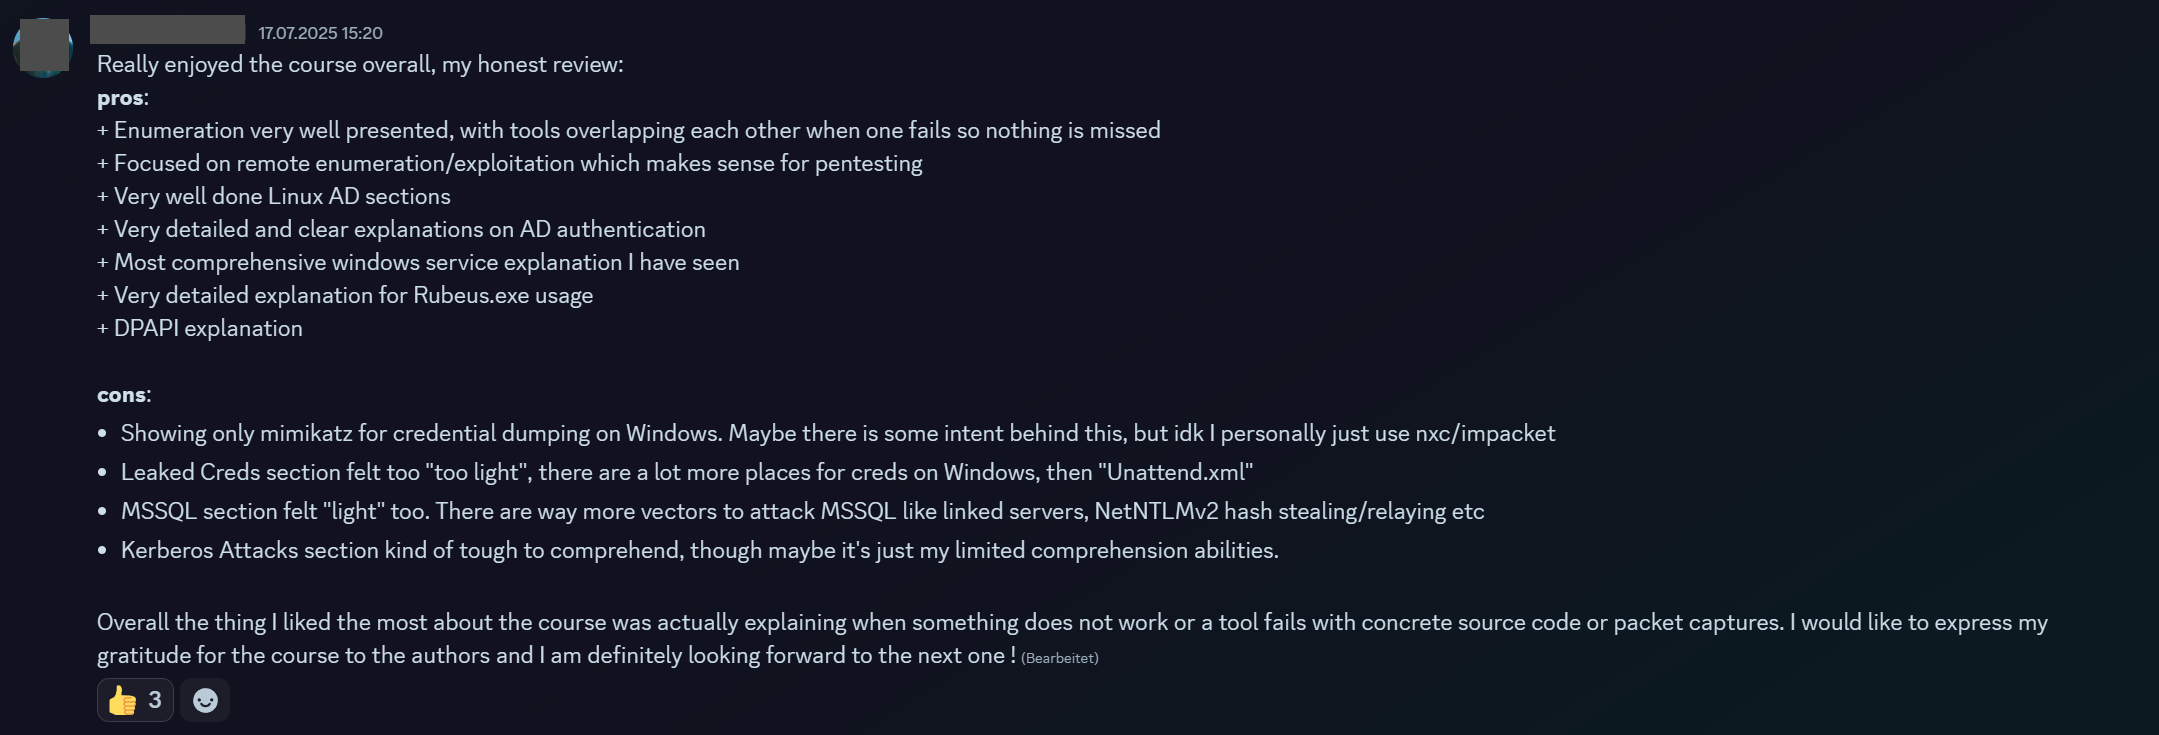 17.07.2025 15:20
Really enjoyed the course overall, my honest review:
pros:
+ Enumeration very well presented, with tools overlapping each other when one fails so nothing is missed
+ Focused on remote enumeration/exploitation which makes sense for pentesting
+ Very well done Linux AD sections
+ Very detailed and clear explanations on AD authentication
+ Most comprehensive windows service explanation I have seen
+ Very detailed explanation for Rubeus.exe usage
+ DPAPI explanation
cons:
• Showing only mimikatz for credential dumping on Windows. Maybe there is some intent behind this, but idk I personally just use nxc/impacket
• Leaked Creds section felt too "too light", there are a lot more places for creds on Windows, then "Unattend.xml"
• MSSQL section felt "light" too. There are way more vectors to attack MSSQL like linked servers, NetNTLMv2 hash stealing/relaying etc
• Kerberos Attacks section kind of tough to comprehend, though maybe it's just my limited comprehension abilities.
Overall the thing I liked the most about the course was actually explaining when something does not work or a tool fails with concrete source code or packet captures. I would like to express my
gratitude for the course to the authors and I am definitely looking forward to the next one ! (Bearbeitet)
👍 3